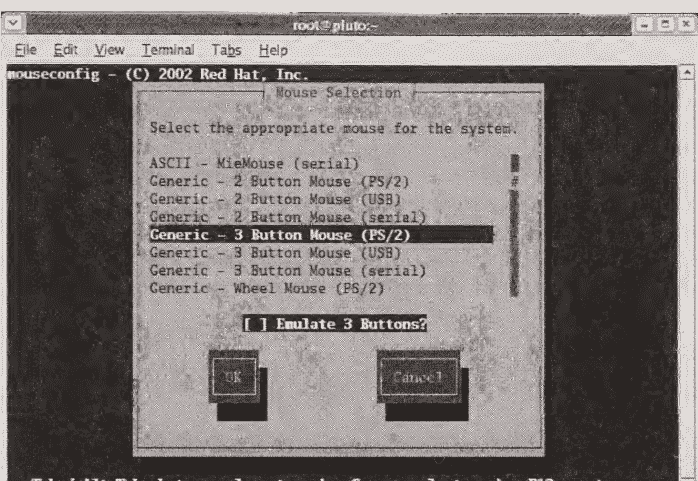 root@pluto:~
File Edit View Terminal Tabs Help
mouseconfig - (C) 2002 Red Hat, Inc.
Mouse Selection
Select the appropriate mouse for the system.
ASCII - MieMouse (serial)
Generic - 2 Button Mouse (PS/2)
Generic - 2 Button Mouse (USB)
Generic - 2 Button Mouse (serial)
Generic - 3 Button Mouse (PS/2)
Generic - 3 Button Mouse (USB)
Generic - 3 Button Mouse (serial)
Generic - Wheel Mouse (PS/2)
[ ] Emulate 3 Buttons?
OK
Cancel